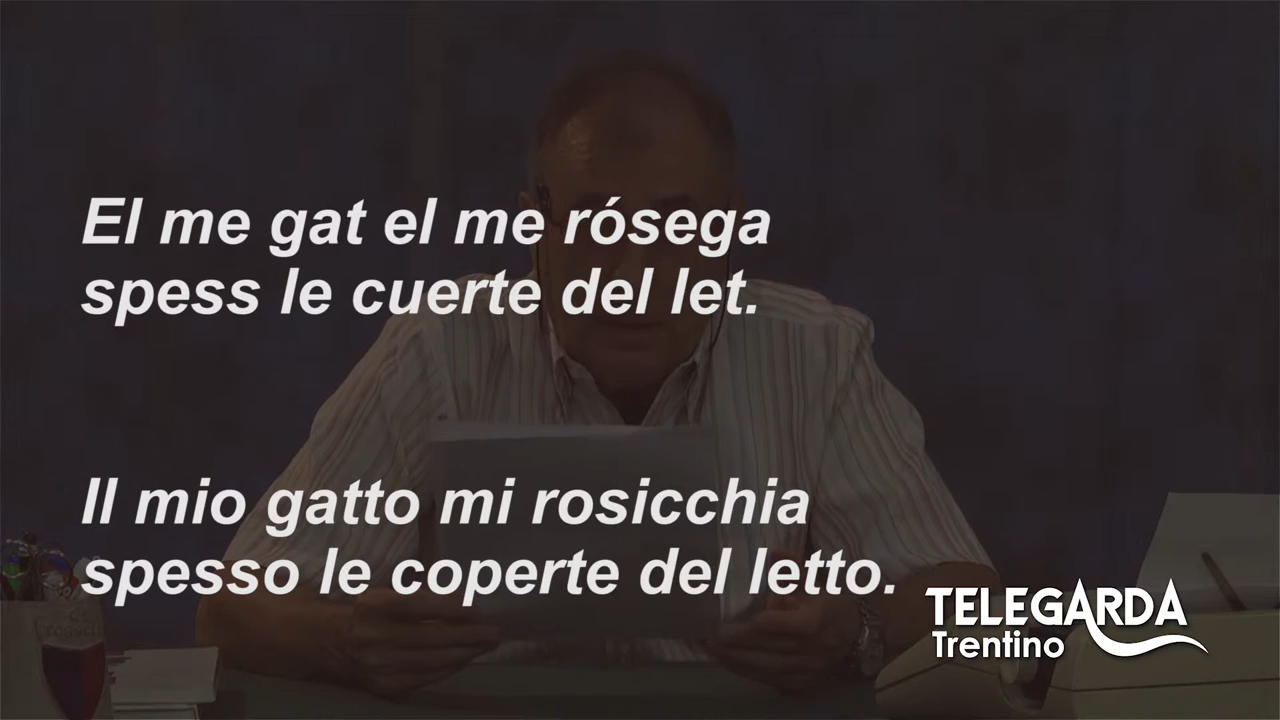 El me gat el me rósega
spess le cuerte del let.
Il mio gatto mi rosicchia
spesso le coperte del letto.
TELEGARDA
Trentino